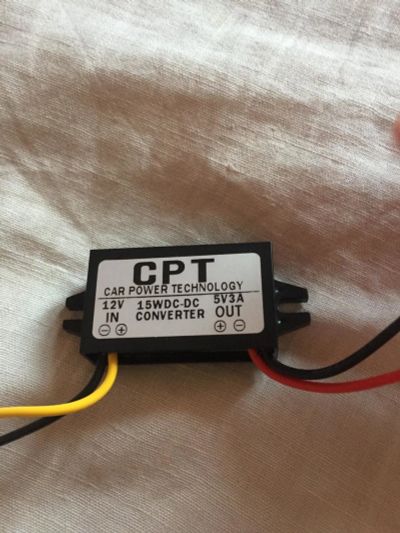 CPT
CAR POWER TECHNOLOGY
12V 15WDC-DC 5V3A
IN CONVERTER OUT
⊖ ⊕ ⊕ ⊖